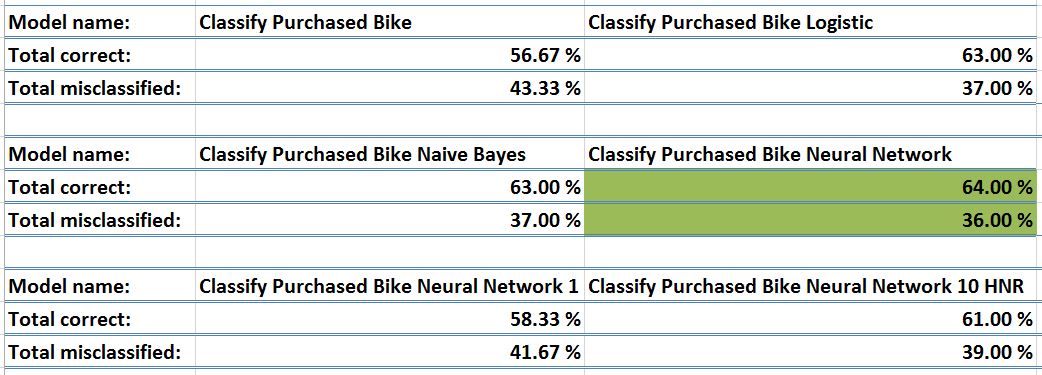 Model name: Classify Purchased Bike Classify Purchased Bike Logistic
Total correct: 56.67 % 63.00 %
Total misclassified: 43.33 % 37.00 %
Model name: Classify Purchased Bike Naive Bayes Classify Purchased Bike Neural Network
Total correct: 63.00 % 64.00 %
Total misclassified: 37.00 % 36.00 %
Model name: Classify Purchased Bike Neural Network 1 Classify Purchased Bike Neural Network 10 HNR
Total correct: 58.33 % 61.00 %
Total misclassified: 41.67 % 39.00 %